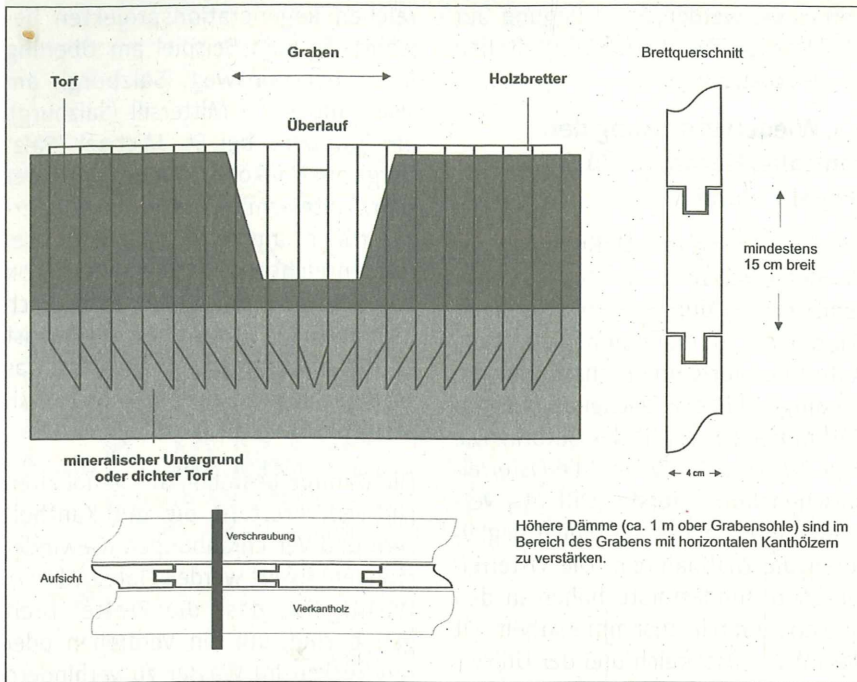 Graben
Torf
Holzbretter
Überlauf
Brettquerschnitt
mindestens
15 cm breit
4 cm
mineralischer Untergrund
oder dichter Torf
Verschraubung
Aufsicht
Vierkantholz
Höhere Dämme (ca. 1 m ober Grabensohle) sind im
Bereich des Grabens mit horizontalen Kanthölzern
zu verstärken.